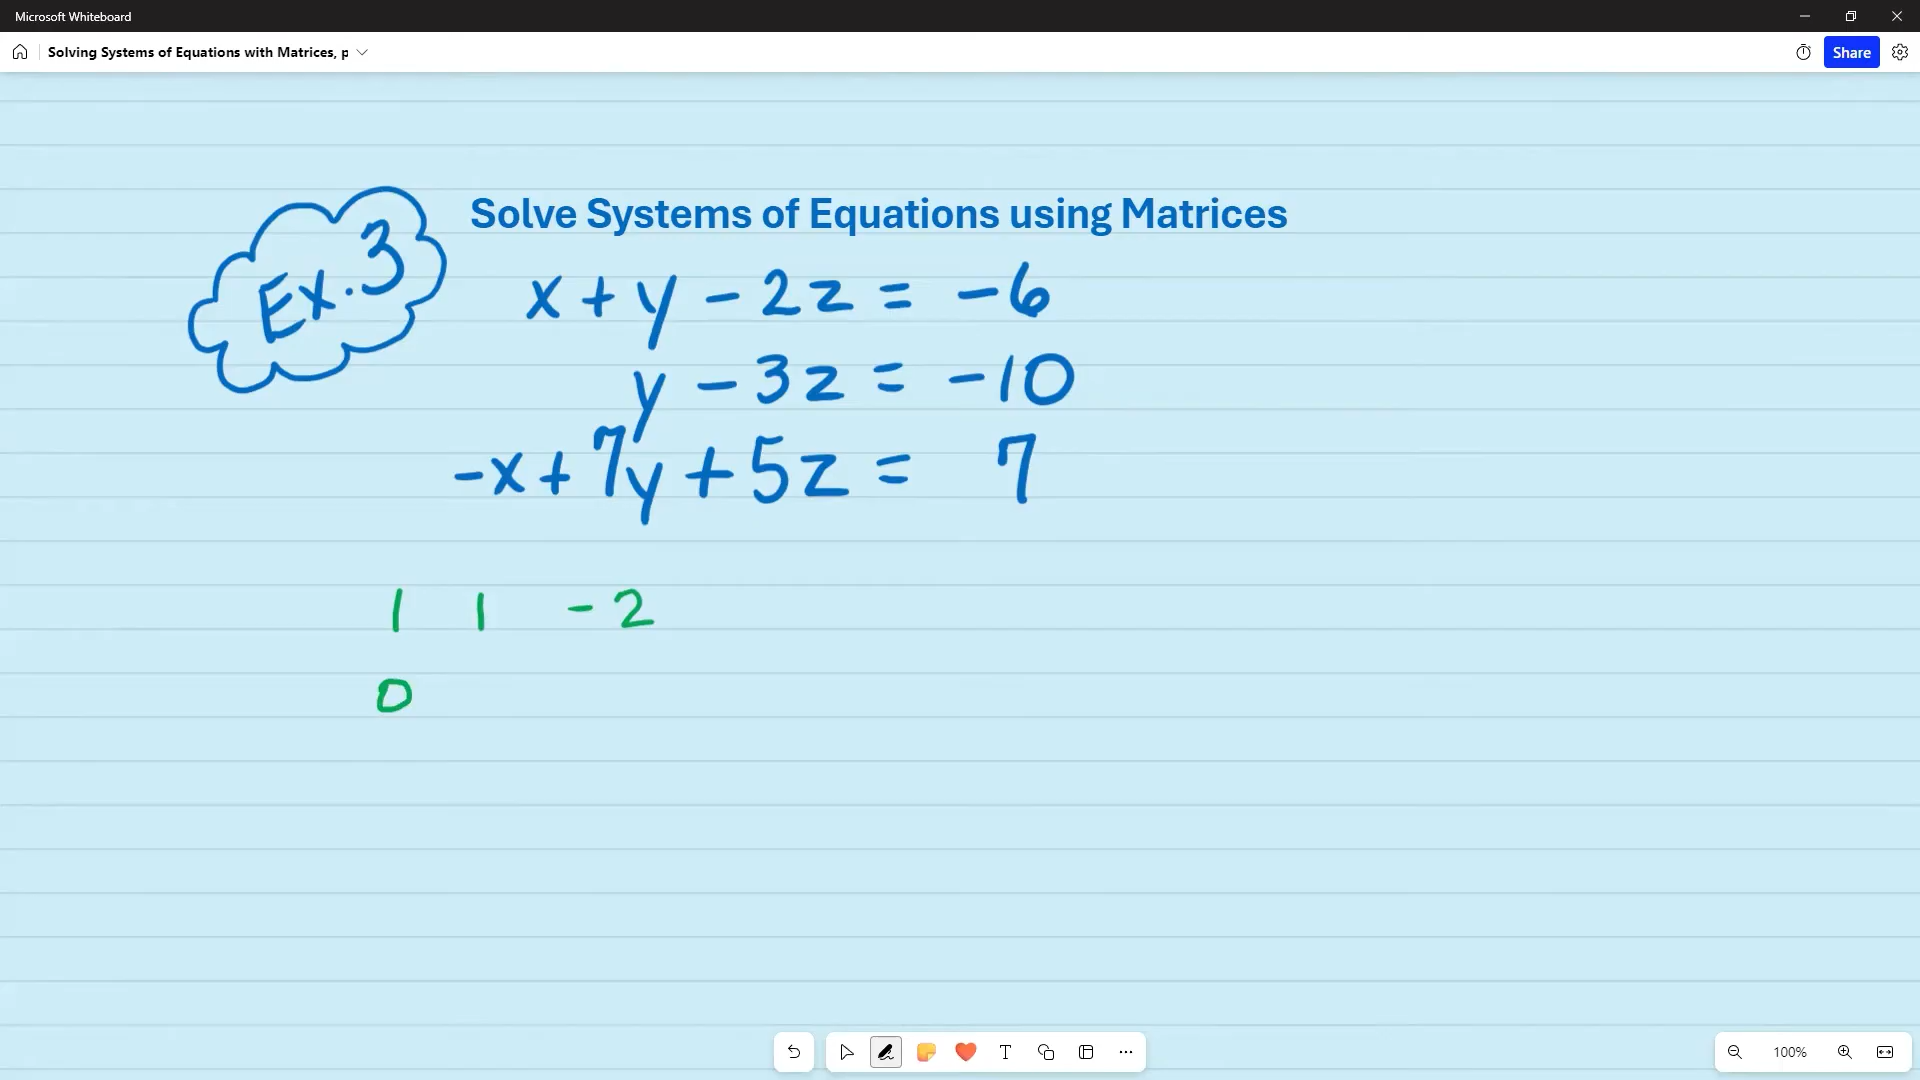 Microsoft Whiteboard
Solving Systems of Equations with Matrices, p
Share
Ex. 3
Solve Systems of Equations using Matrices
x + y - 2z = -6
y - 3z = -10
-x + 7y + 5z = 7
1 1 -2
0
T
100%